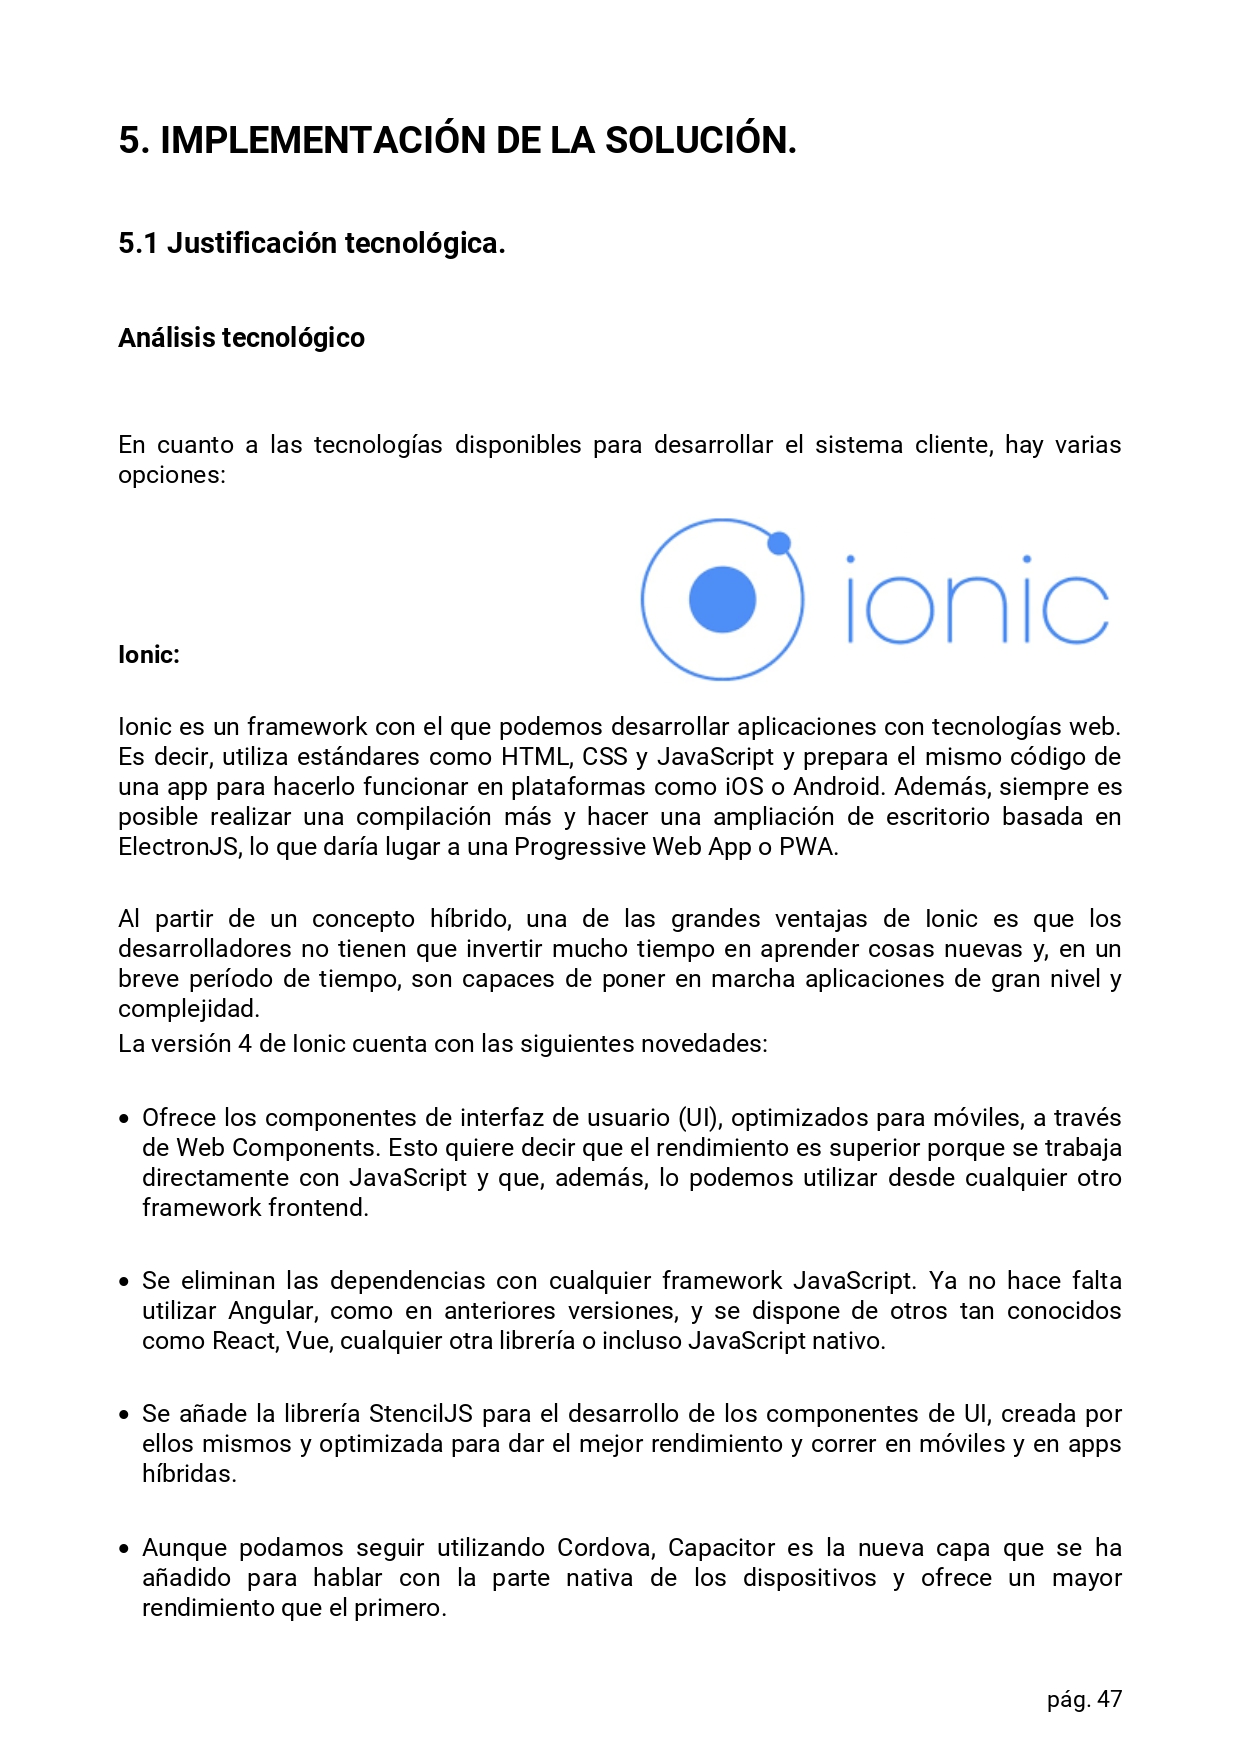 5. IMPLEMENTACIÓN DE LA SOLUCIÓN.
5.1 Justificación tecnológica.
Análisis tecnológico
En cuanto a las tecnologías disponibles para desarrollar el sistema cliente, hay varias
opciones:
ionic
Ionic:
Ionic es un framework con el que podemos desarrollar aplicaciones con tecnologías web.
Es decir, utiliza estándares como HTML, CSS y JavaScript y prepara el mismo código de
una app para hacerlo funcionar en plataformas como iOS o Android. Además, siempre es
posible realizar una compilación más y hacer una ampliación de escritorio basada en
ElectronJS, lo que daría lugar a una Progressive Web App o PWA.
Al partir de un concepto híbrido, una de las grandes ventajas de Ionic es que los
desarrolladores no tienen que invertir mucho tiempo en aprender cosas nuevas y, en un
breve período de tiempo, son capaces de poner en marcha aplicaciones de gran nivel y
complejidad.
La versión 4 de Ionic cuenta con las siguientes novedades:
• Ofrece los componentes de interfaz de usuario (UI), optimizados para móviles, a través
de Web Components. Esto quiere decir que el rendimiento es superior porque se trabaja
directamente con JavaScript y que, además, lo podemos utilizar desde cualquier otro
framework frontend.
• Se eliminan las dependencias con cualquier framework JavaScript. Ya no hace falta
utilizar Angular, como en anteriores versiones, y se dispone de otros tan conocidos
como React, Vue, cualquier otra librería o incluso JavaScript nativo.
• Se añade la librería StencilJS para el desarrollo de los componentes de UI, creada por
ellos mismos y optimizada para dar el mejor rendimiento y correr en móviles y en apps
híbridas.
• Aunque podamos seguir utilizando Cordova, Capacitor es la nueva capa que se ha
añadido para hablar con la parte nativa de los dispositivos y ofrece un mayor
rendimiento que el primero.
pág. 47